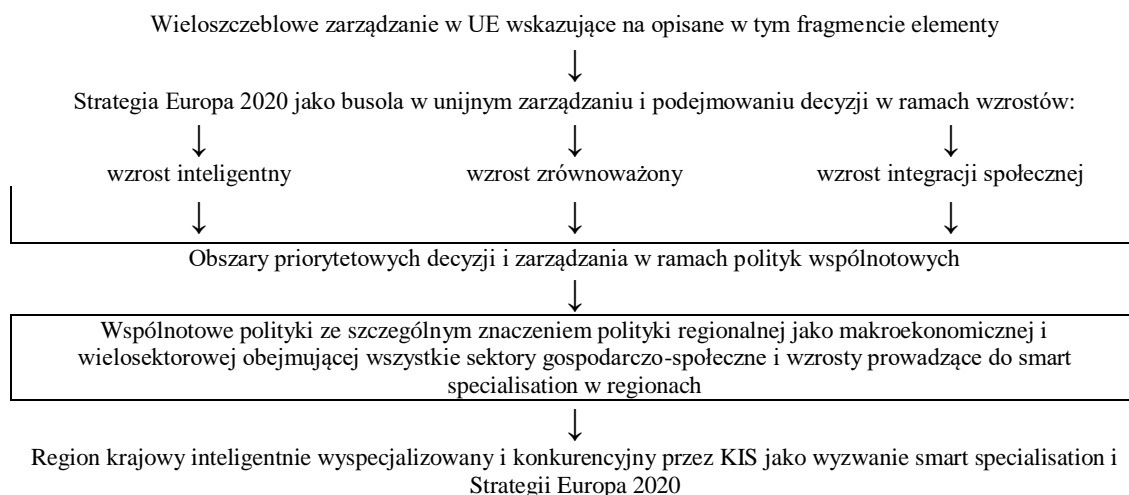 Wieloszczeblowe zarządzanie w UE wskazujące na opisane w tym fragmencie elementy
Strategia Europa 2020 jako busola w unijnym zarządzaniu i podejmowaniu decyzji w ramach wzrostów:
wzrost inteligentny wzrost zrównoważony wzrost integracji społecznej
Obszary priorytetowych decyzji i zarządzania w ramach polityk wspólnotowych
Wspólnotowe polityki ze szczególnym znaczeniem polityki regionalnej jako makroekonomicznej i
wielosektorowej obejmującej wszystkie sektory gospodarczo-społeczne i wzrosty prowadzące do smart
specialisation w regionach
Region krajowy inteligentnie wyspecjalizowany i konkurencyjny przez KIS jako wyzwanie smart specialisation i
Strategii Europa 2020